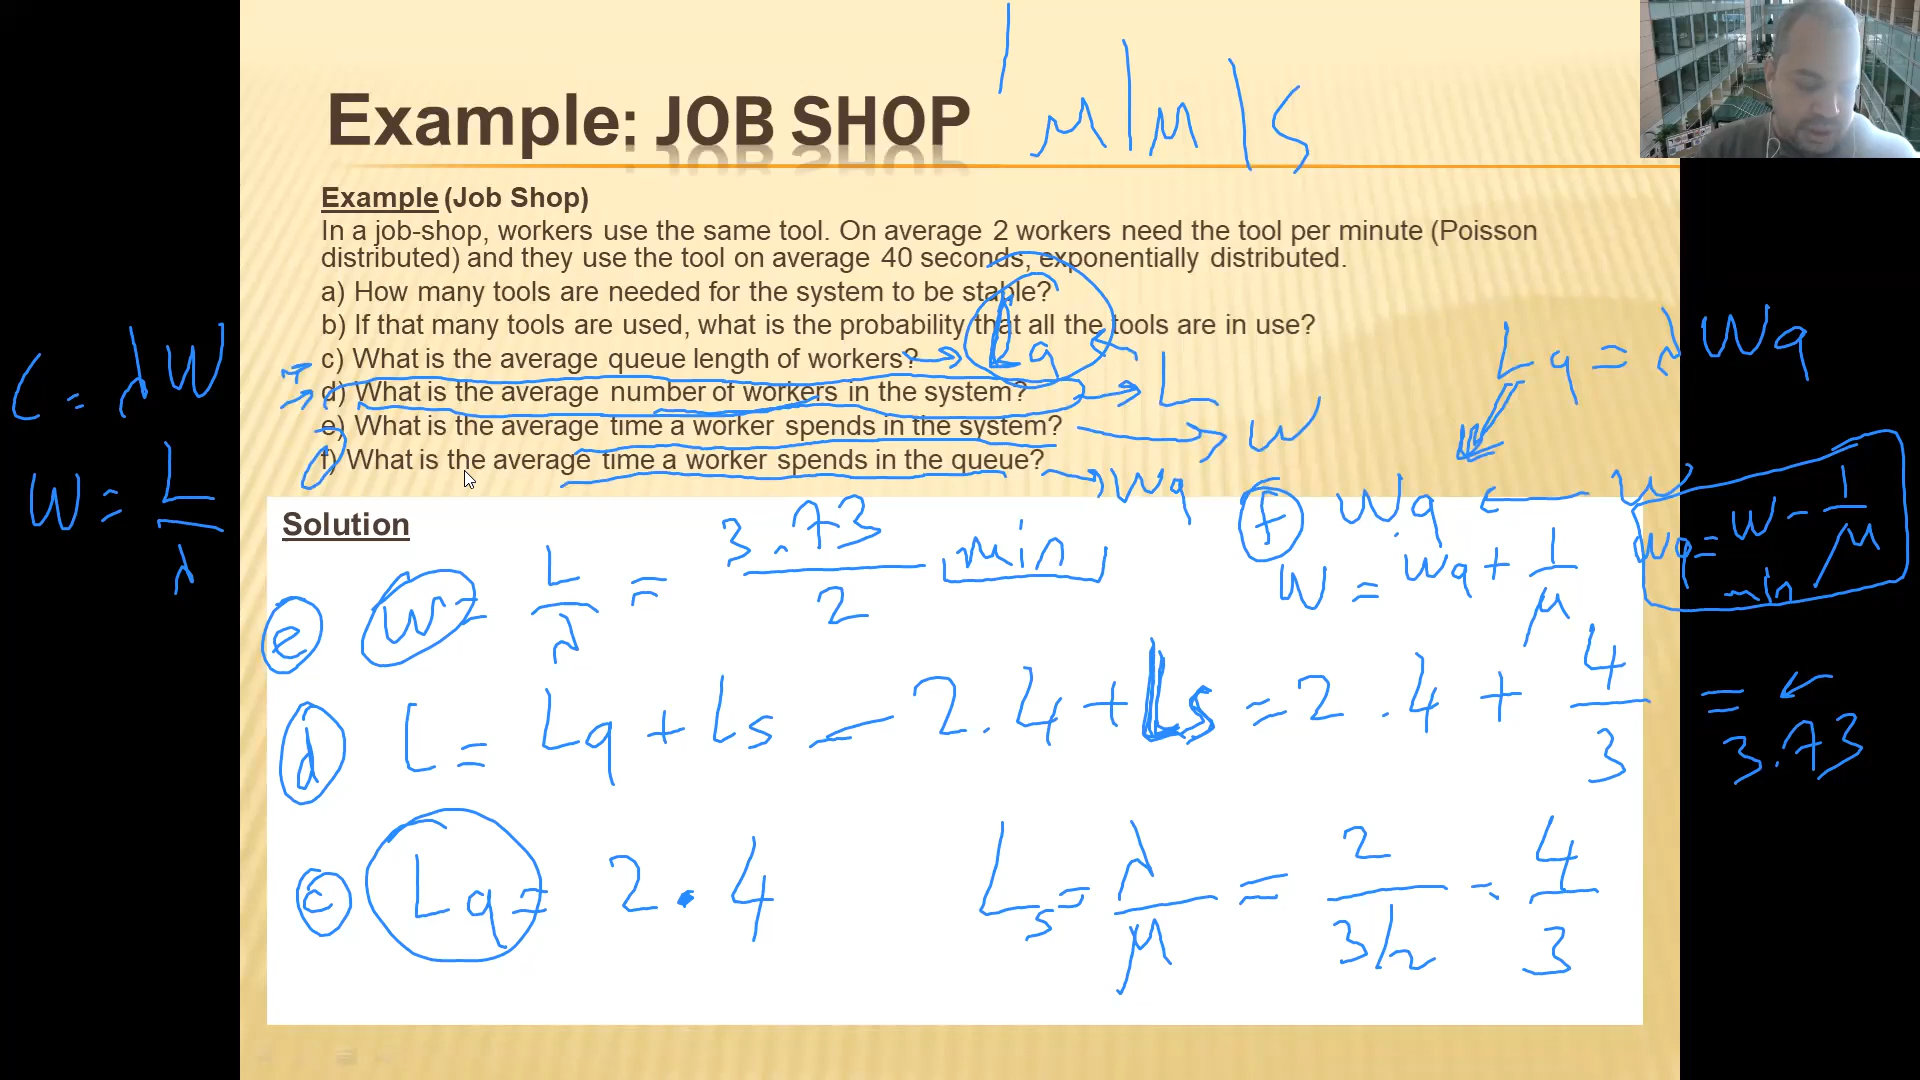 Example: JOB SHOP
M/M/S
Example (Job Shop)
In a job-shop, workers use the same tool. On average 2 workers need the tool per minute (Poisson
distributed) and they use the tool on average 40 seconds, exponentially distributed.
a) How many tools are needed for the system to be stable?
b) If that many tools are used, what is the probability that all the tools are in use?
c) What is the average queue length of workers? → Lq
d) What is the average number of workers in the system? → L
e) What is the average time a worker spends in the system? → W
f) What is the average time a worker spends in the queue? → Wq
L = λW
W = L/λ
Lq = λWq
Solution
f Wq ← W
W = Wq + 1/μ
Wq = W - 1/μ
min
e W = L/λ = 3.73/2 min
d L = Lq + Ls = 2.4 + Ls = 2.4 + 4/3 = 3.73
c Lq = 2.4
Ls = λ/μ = 2/3/2 = 4/3